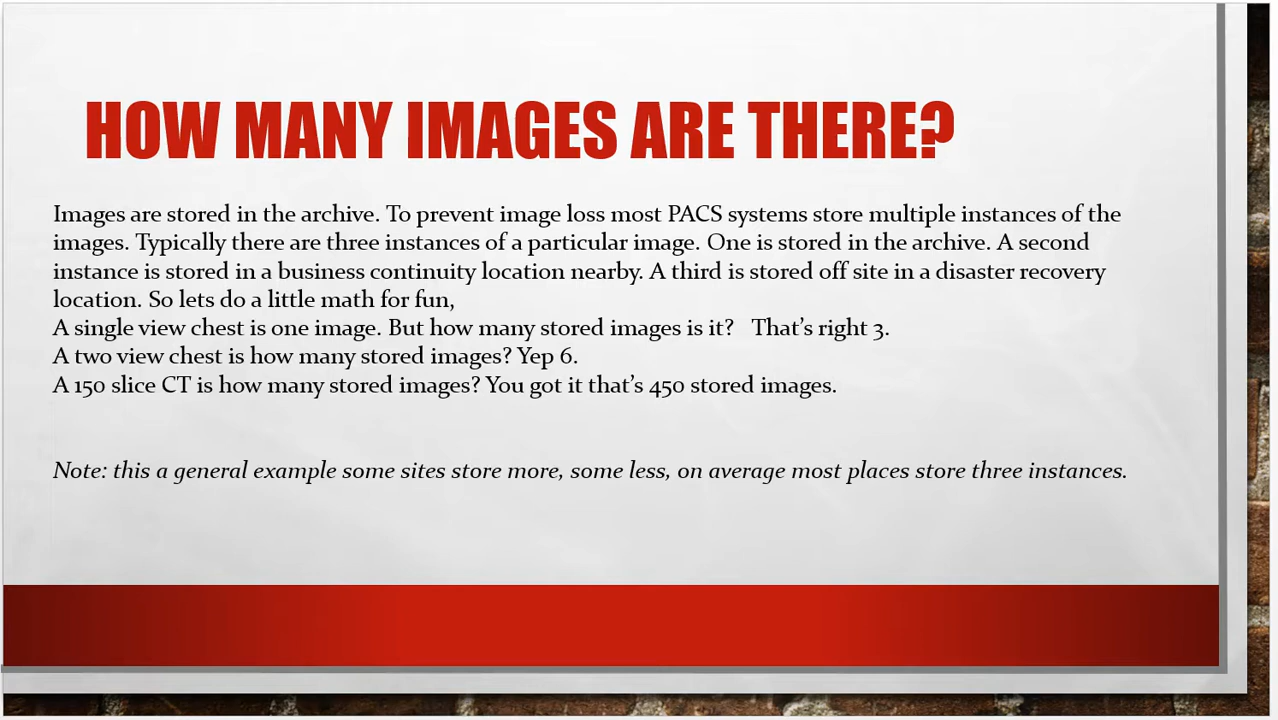 HOW MANY IMAGES ARE THERE?
Images are stored in the archive. To prevent image loss most PACS systems store multiple instances of the
images. Typically there are three instances of a particular image. One is stored in the archive. A second
instance is stored in a business continuity location nearby. A third is stored off site in a disaster recovery
location. So lets do a little math for fun,
A single view chest is one image. But how many stored images is it? That's right 3.
A two view chest is how many stored images? Yep 6.
A 150 slice CT is how many stored images? You got it that's 450 stored images.
Note: this a general example some sites store more, some less, on average most places store three instances.